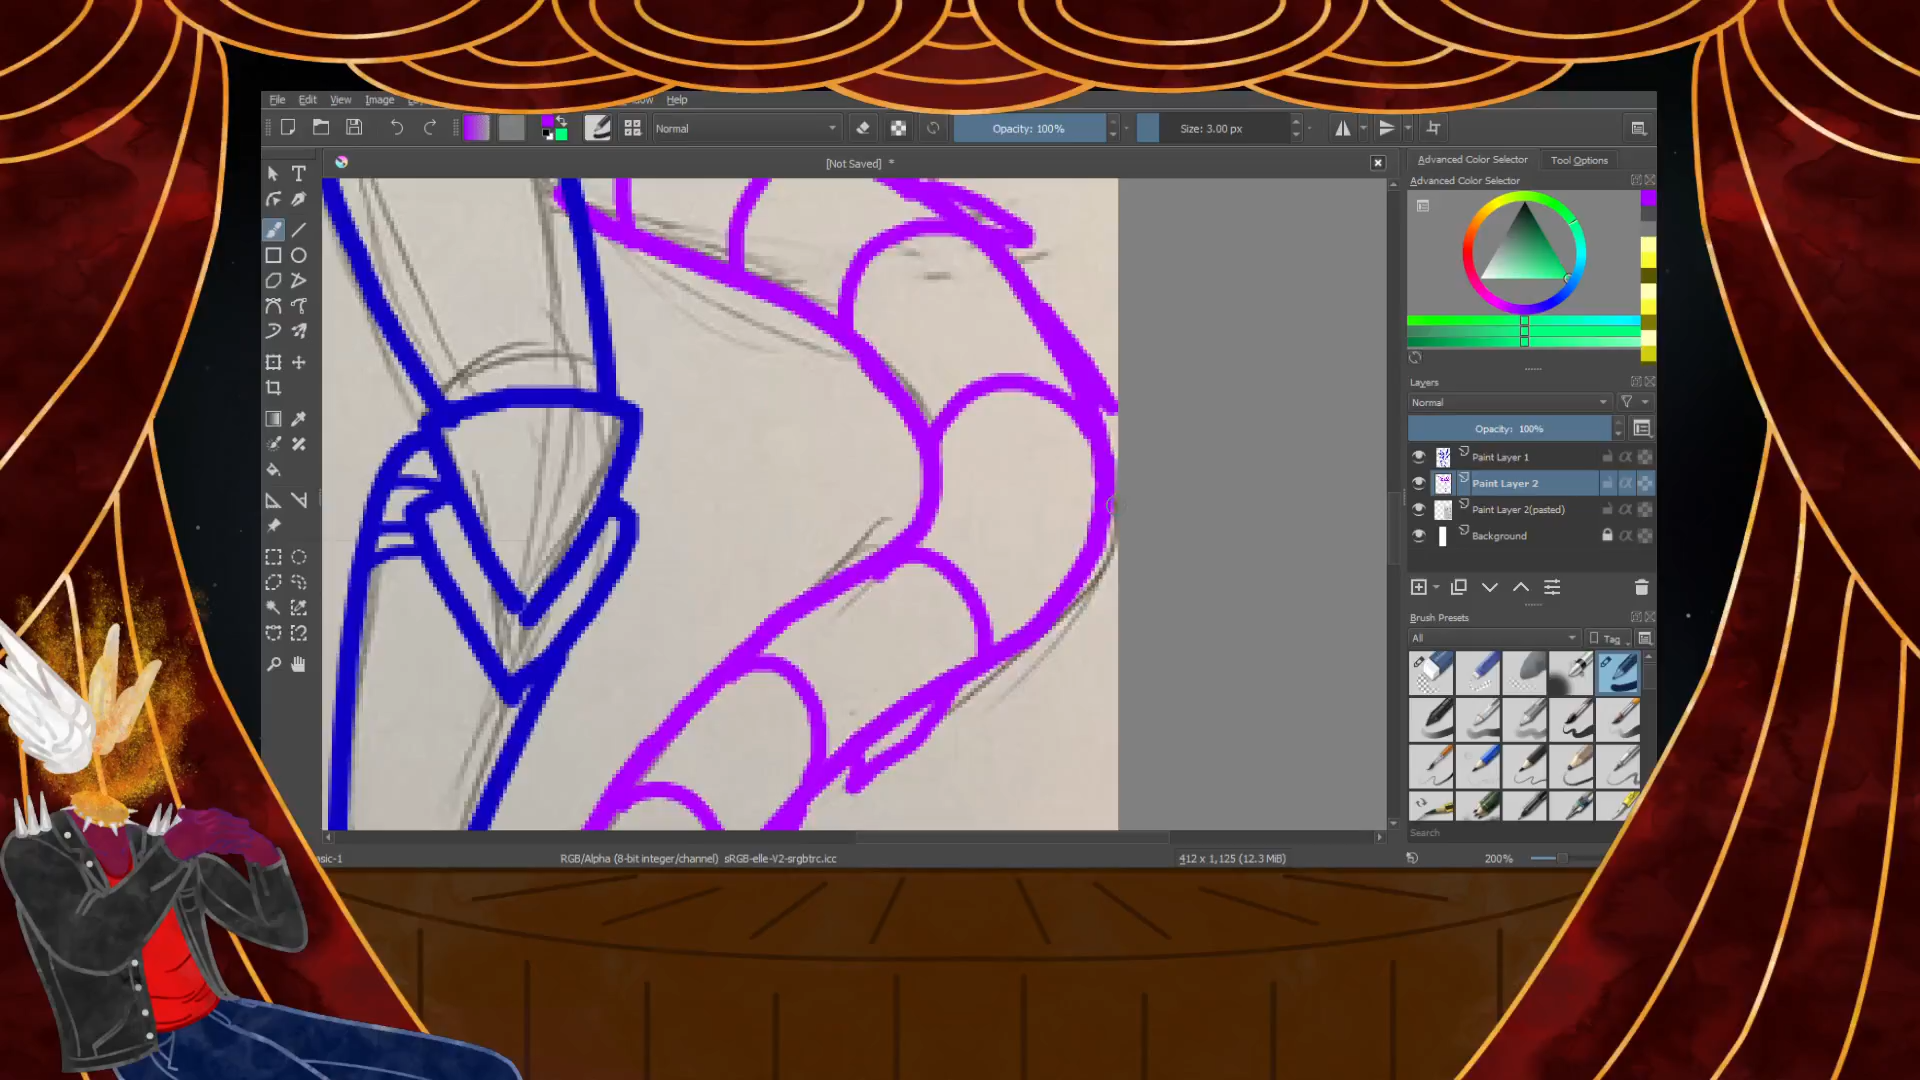 File Edit View Image Help
Normal
Opacity: 100%
Size: 3.00 px
[Not Saved] *
Advanced Color Selector
Tool Options
Advanced Color Selector
Layers
Normal
Opacity: 100%
Paint Layer 1
Paint Layer 2
Paint Layer 2(pasted)
Background
Brush Presets
All
Tag
Search
RGB/Alpha (8-bit integer/channel) sRGB-elle-V2-srgbtrc.icc
412 x 1,125 (12.3 MiB)
200%